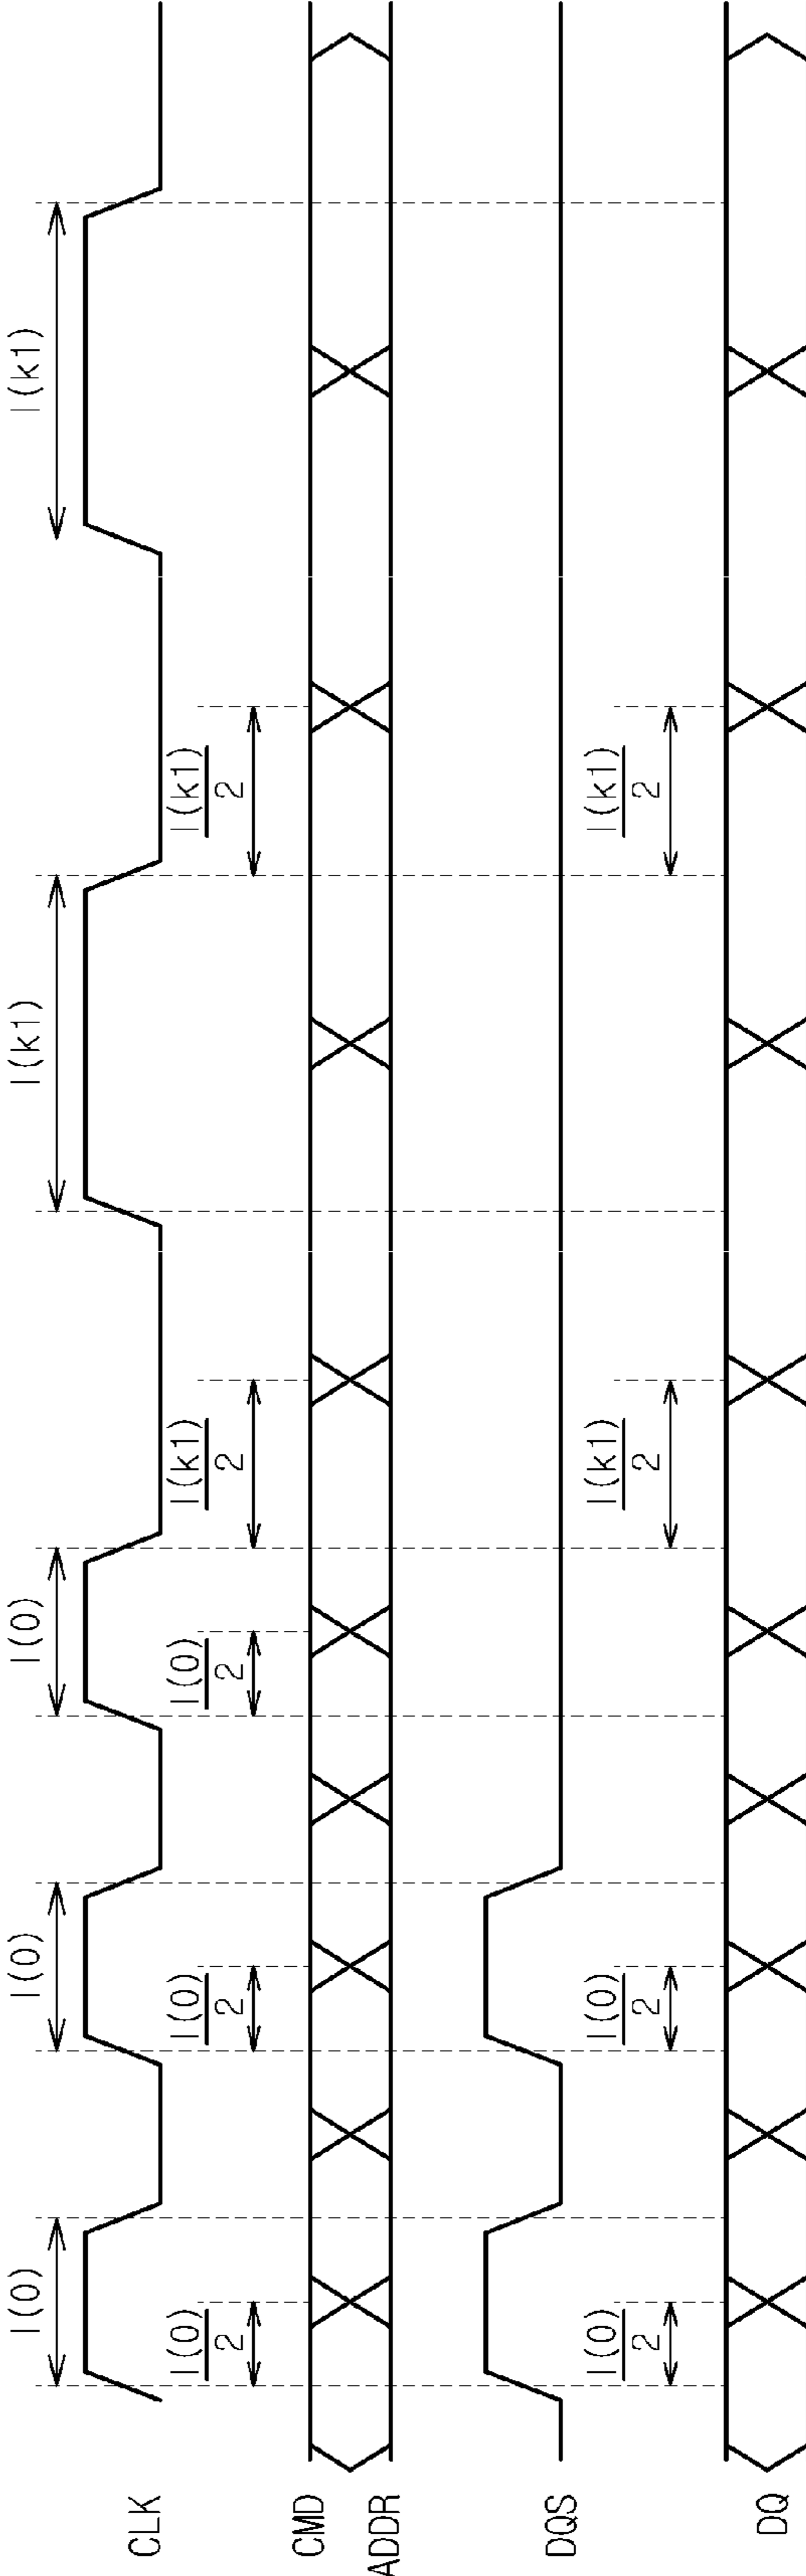 I(0) I(0) I(0) I(k1) I(k1)
CLK
I(0) I(0) I(0) I(k1) I(k1)
2 2 2 2 2
CMD
ADDR
DQS
I(0) I(0) I(k1) I(k1)
2 2 2 2
DQ